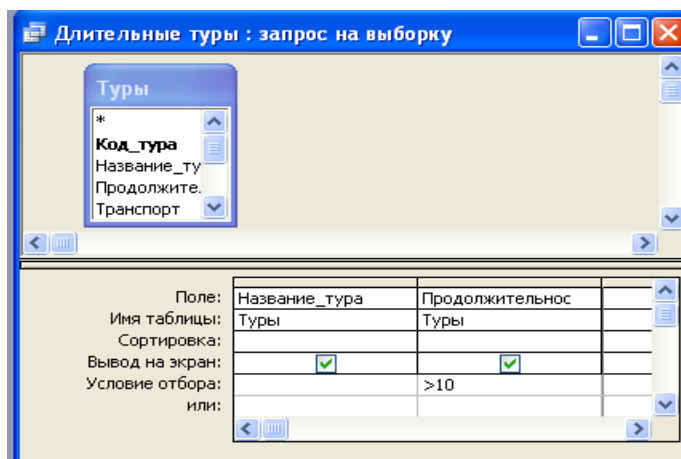 Длительные туры : запрос на выборку
Туры
*
Код_тура
Название_ту
Продолжите.
Транспорт
Поле: Название_тура Продолжительнос
Имя таблицы: Туры Туры
Сортировка:
Вывод на экран:
Условие отбора: >10
или: